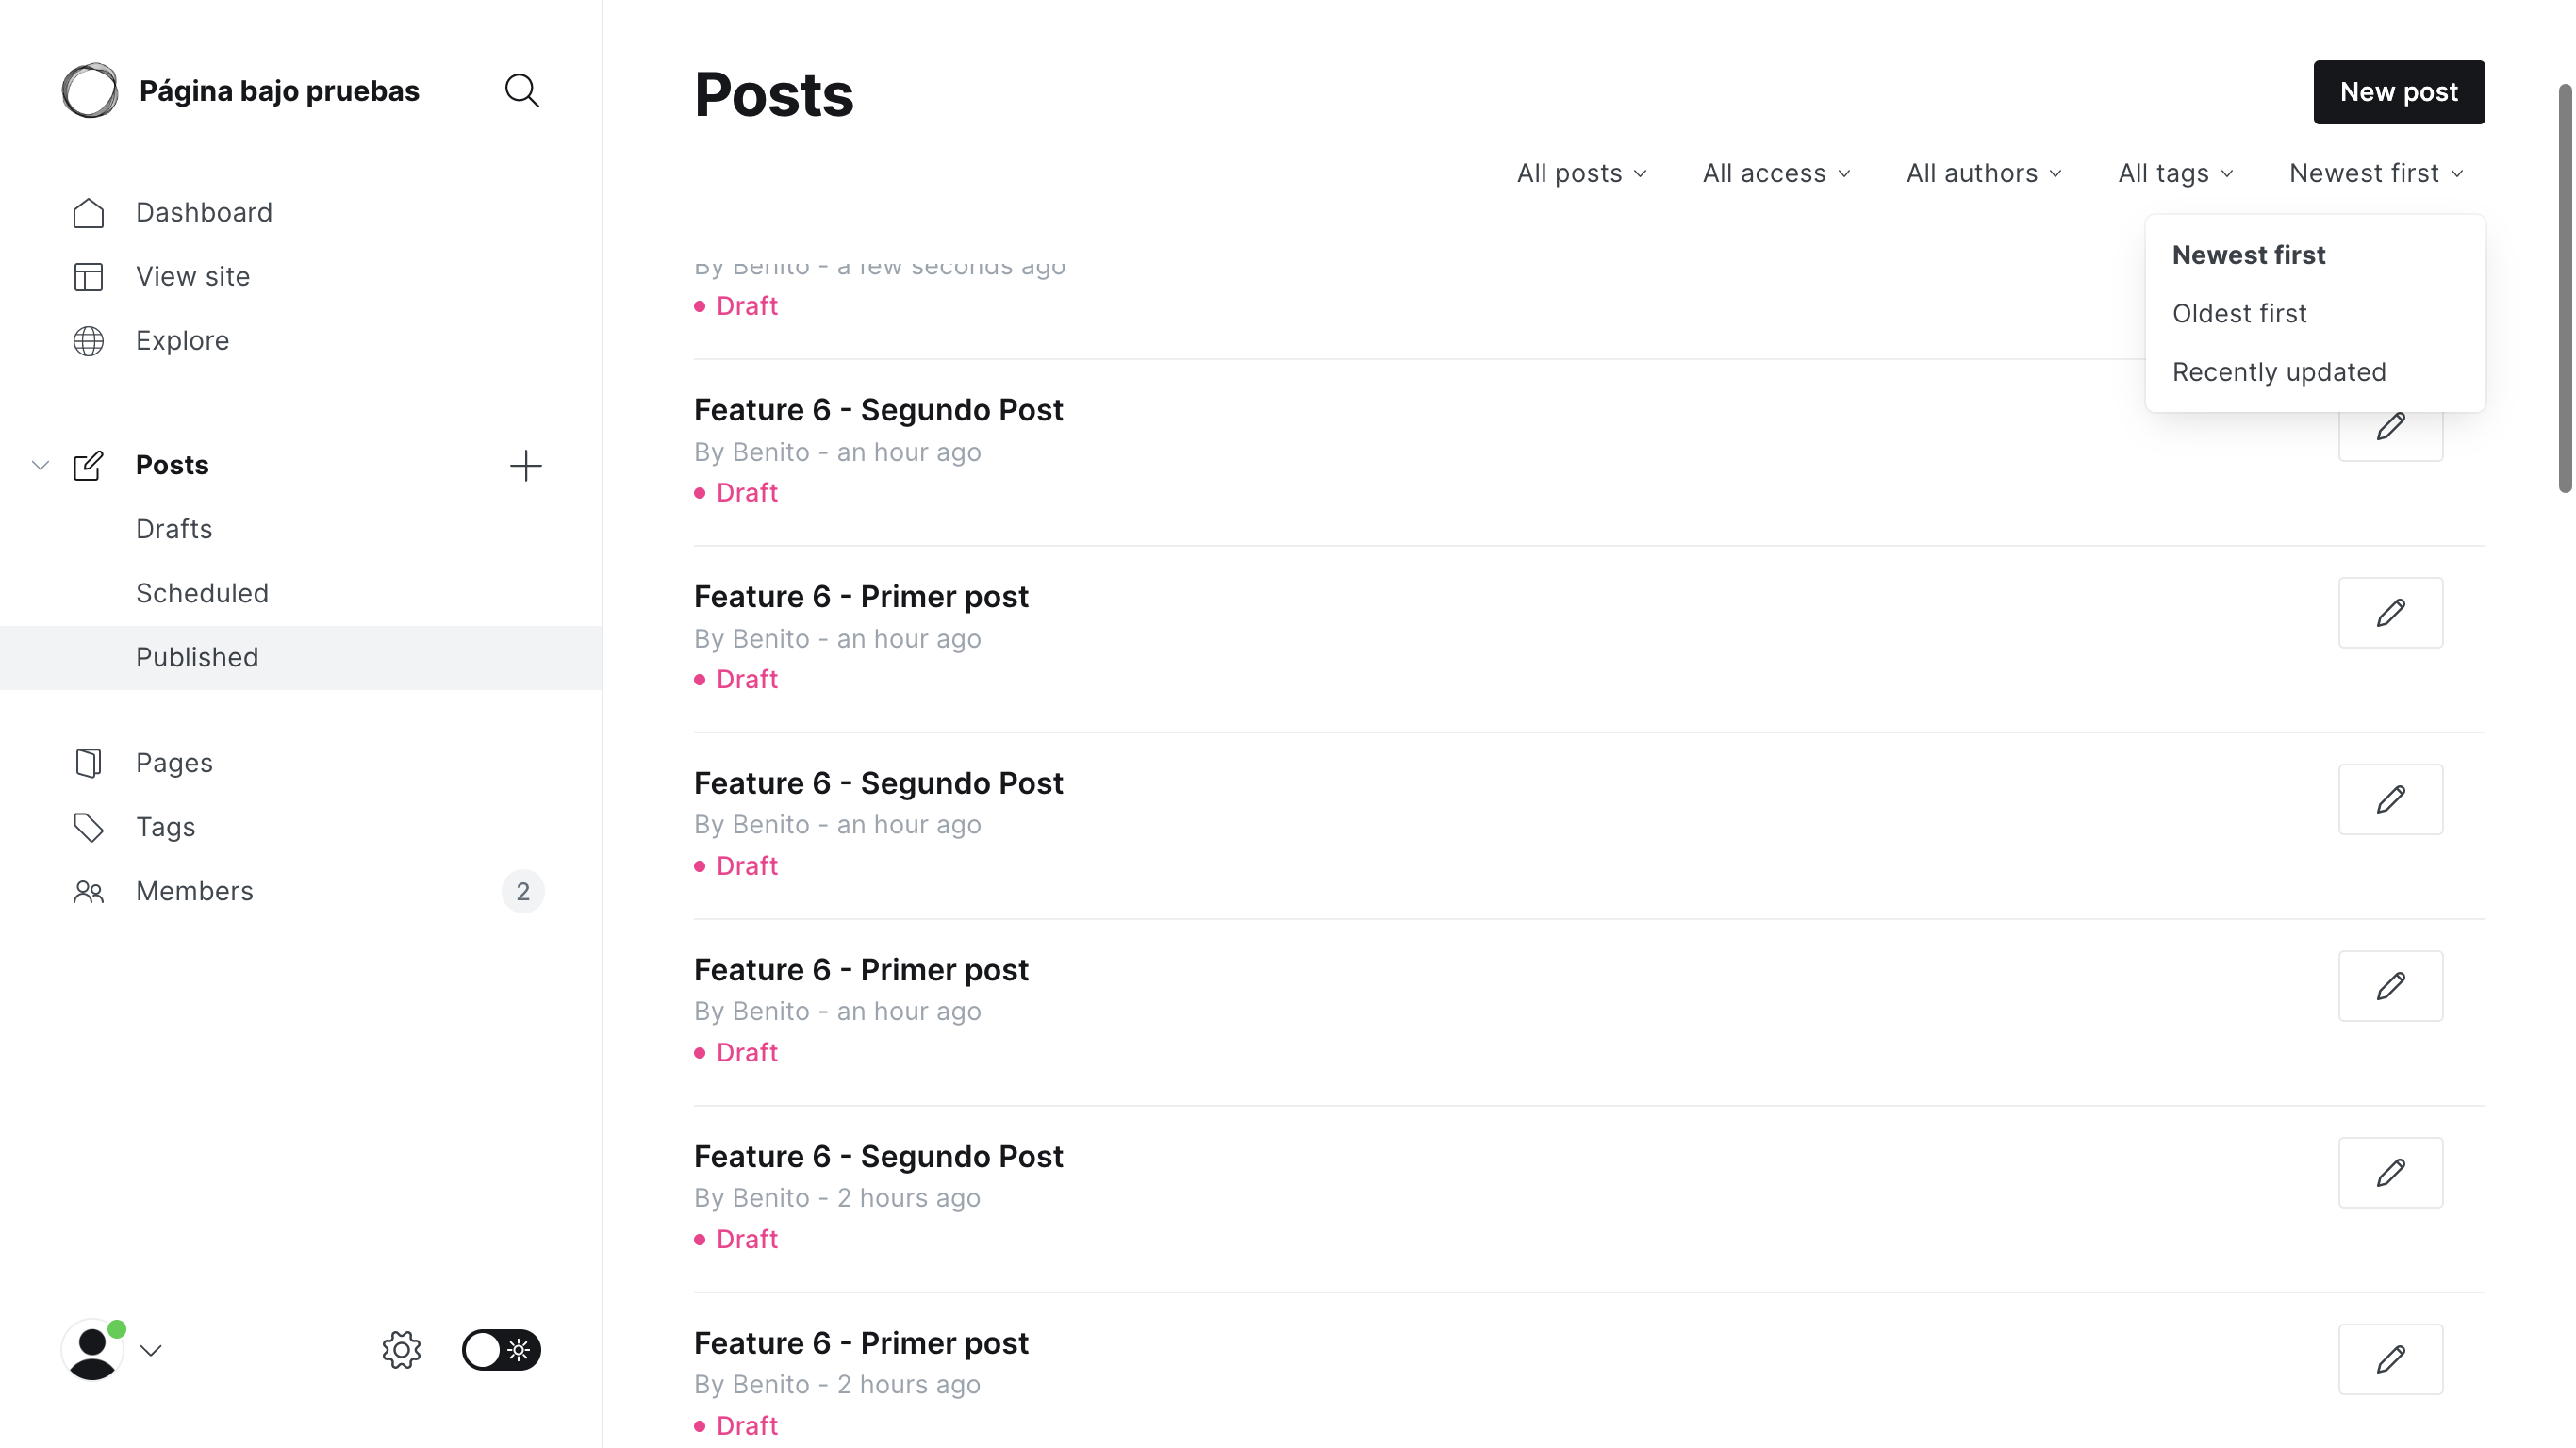 Página bajo pruebas
Dashboard
View site
Explore
Posts
Drafts
Scheduled
Published
Pages
Tags
Members 2
Posts
New post
All posts All access All authors All tags Newest first
Newest first
Oldest first
Recently updated
By Benito - a few seconds ago
Draft
Feature 6 - Segundo Post
By Benito - an hour ago
Draft
Feature 6 - Primer post
By Benito - an hour ago
Draft
Feature 6 - Segundo Post
By Benito - an hour ago
Draft
Feature 6 - Primer post
By Benito - an hour ago
Draft
Feature 6 - Segundo Post
By Benito - 2 hours ago
Draft
Feature 6 - Primer post
By Benito - 2 hours ago
Draft